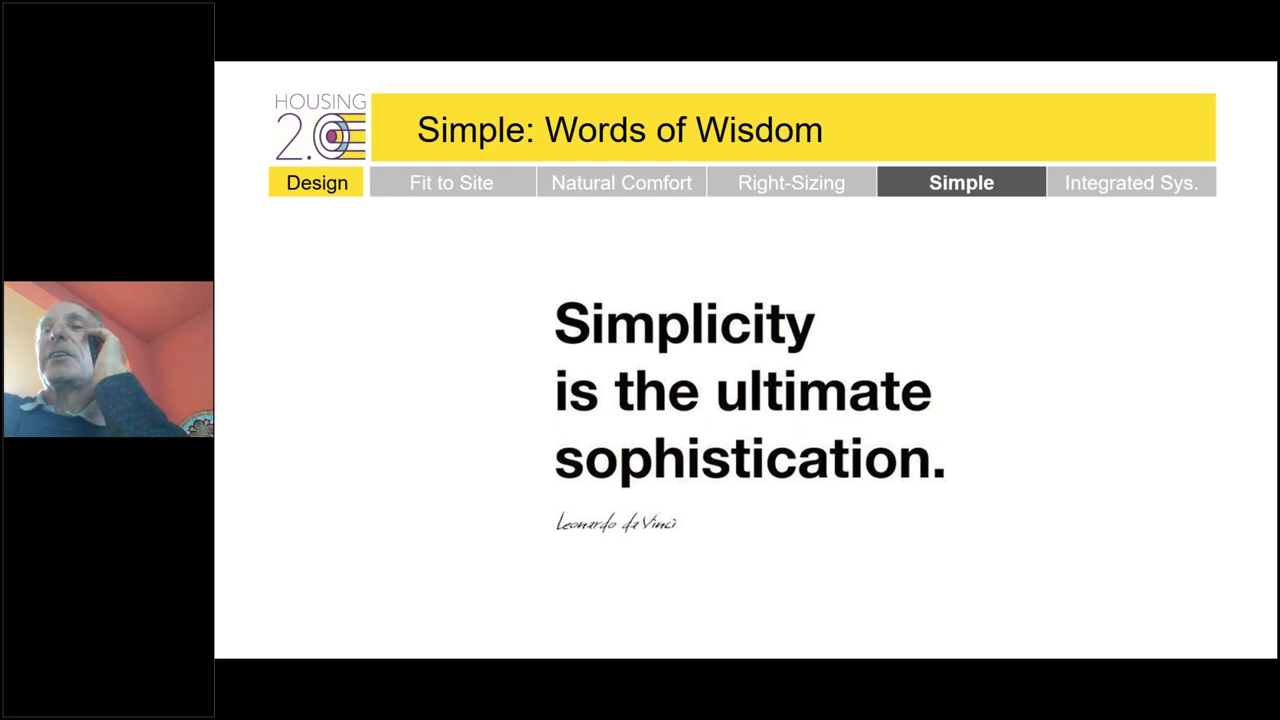 HOUSING
2.0
Simple: Words of Wisdom
Design
Fit to Site
Natural Comfort
Right-Sizing
Simple
Integrated Sys.
Simplicity
is the ultimate
sophistication.
Leonardo da Vinci